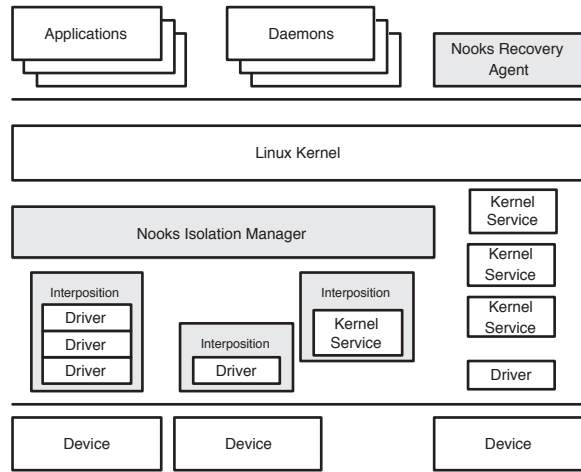 Applications
Daemons
Nooks Recovery
Agent
Linux Kernel
Nooks Isolation Manager
Kernel
Service
Kernel
Service
Kernel
Service
Driver
Interposition
Driver
Driver
Driver
Interposition
Driver
Interposition
Kernel
Service
Device
Device
Device